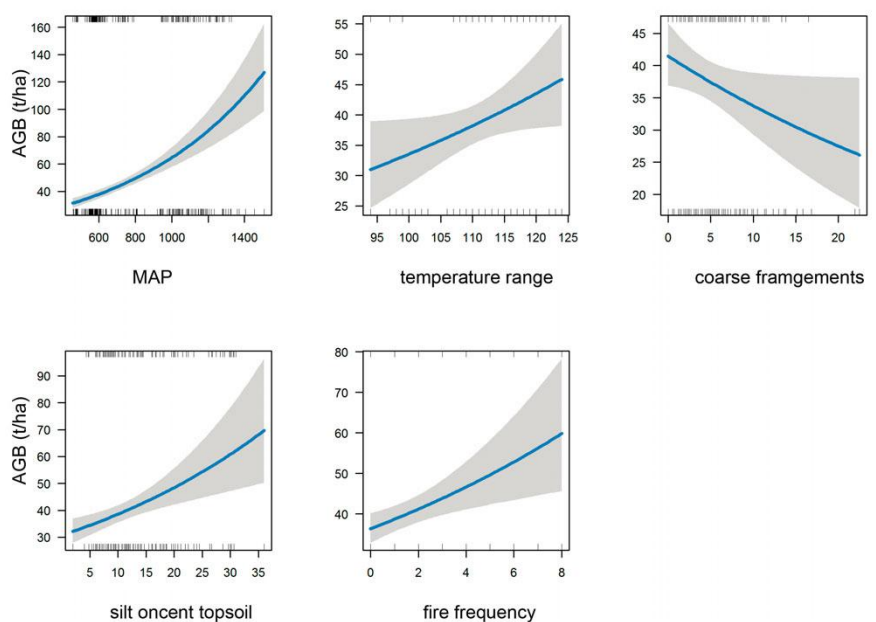 AGB (t/ha)
160
140
120
100
80
60
40
600 800 1000 1400
MAP
55
50
45
40
35
30
25
95 100 105 110 115 120 125
temperature range
45
40
35
30
25
20
0 5 10 15 20
coarse framgements
AGB (t/ha)
90
80
70
60
50
40
30
5 10 15 20 25 30 35
silt oncent topsoil
80
70
60
50
40
0 2 4 6 8
fire frequency